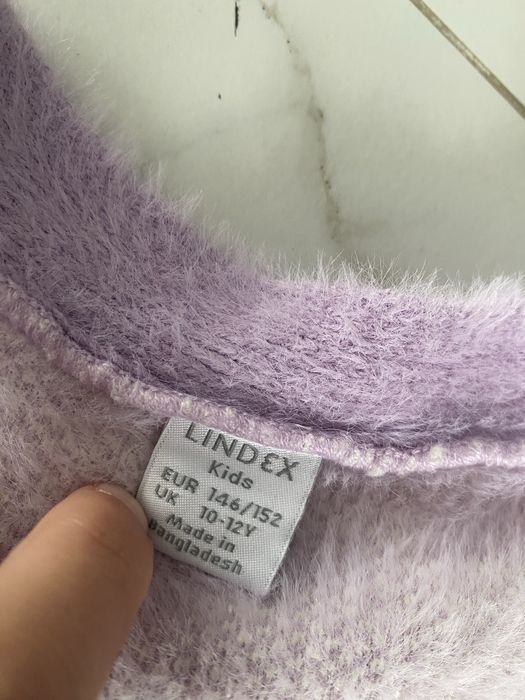 LINDEX
Kids
EUR 146/152
UK 10-12Y
Made in
Bangladesh